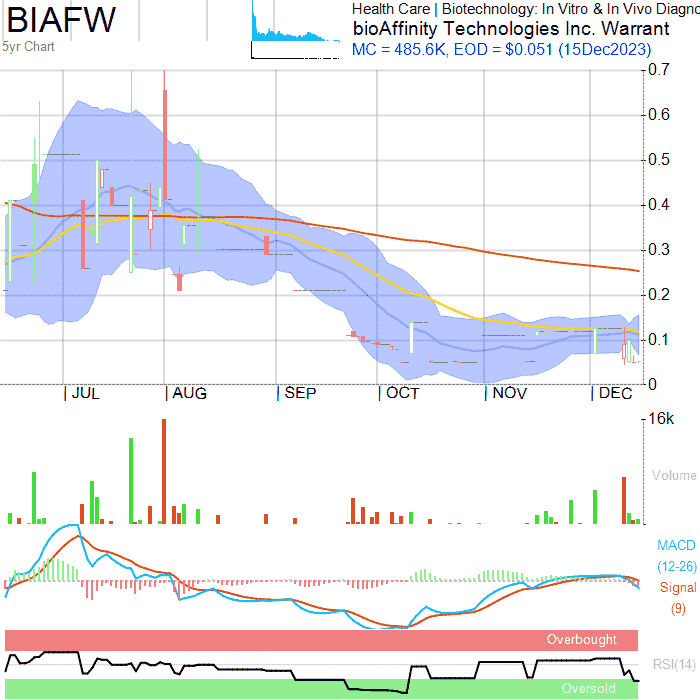 BIAFW
5yr Chart
Health Care | Biotechnology: In Vitro & In Vivo Diagno
bioAffinity Technologies Inc. Warrant
MC = 485.6K, EOD = $0.051 (15Dec2023)
0.7
0.6
0.5
0.4
0.3
0.2
0.1
0
JUL
AUG
SEP
OCT
NOV
DEC
16k
Volume
MACD
(12-26)
Signal
(9)
Overbought
RSI(14)
Oversold